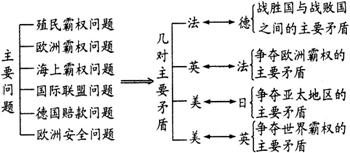 主要问题
殖民霸权问题
欧洲霸权问题
海上霸权问题
国际联盟问题
德国赔款问题
欧洲安全问题
几对主要矛盾
法 德 战胜国与战败国之间的主要矛盾
英 法 争夺欧洲霸权的主要矛盾
美 日 争夺亚太地区的主要矛盾
美 英 争夺世界霸权的主要矛盾